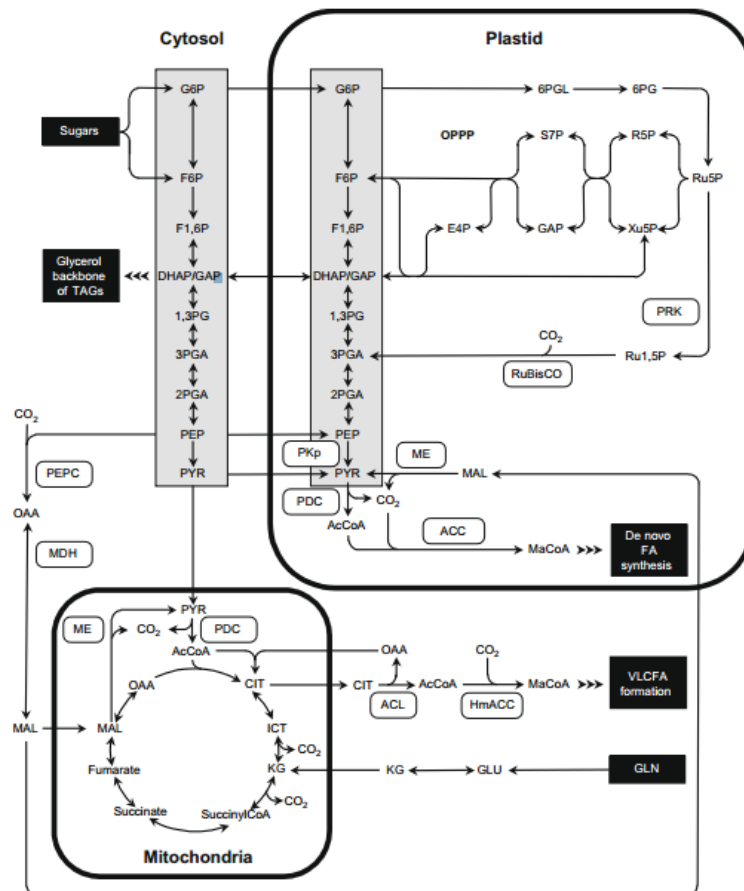 Cytosol
Plastid
G6P
G6P
6PGL
6PG
Sugars
OPPP
S7P
R5P
F6P
F6P
Ru5P
F1,6P
F1,6P
E4P
GAP
Xu5P
Glycerol
backbone
of TAGs
DHAP/GAP
DHAP/GAP
1,3PG
1,3PG
PRK
CO2
3PGA
3PGA
Ru1,5P
RuBisCO
2PGA
2PGA
CO2
PEP
PEP
PKp
ME
PEPC
PYR
PYR
MAL
PDC
CO2
OAA
AcCoA
ACC
MDH
MaCoA
De novo
FA
synthesis
PYR
ME
CO2
PDC
AcCoA
OAA
CO2
OAA
CIT
CIT
AcCoA
MaCoA
VLCFA
formation
ACL
HmACC
MAL
MAL
ICT
CO2
Fumarate
KG
KG
GLU
GLN
CO2
Succinate
SuccinylCoA
Mitochondria